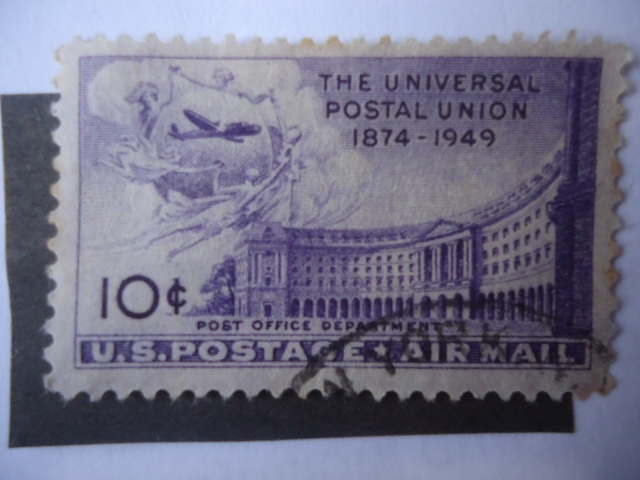 THE UNIVERSAL
POSTAL UNION
1874-1949
10¢
POST OFFICE DEPARTMENT
U.S. POSTAGE ★ AIR MAIL